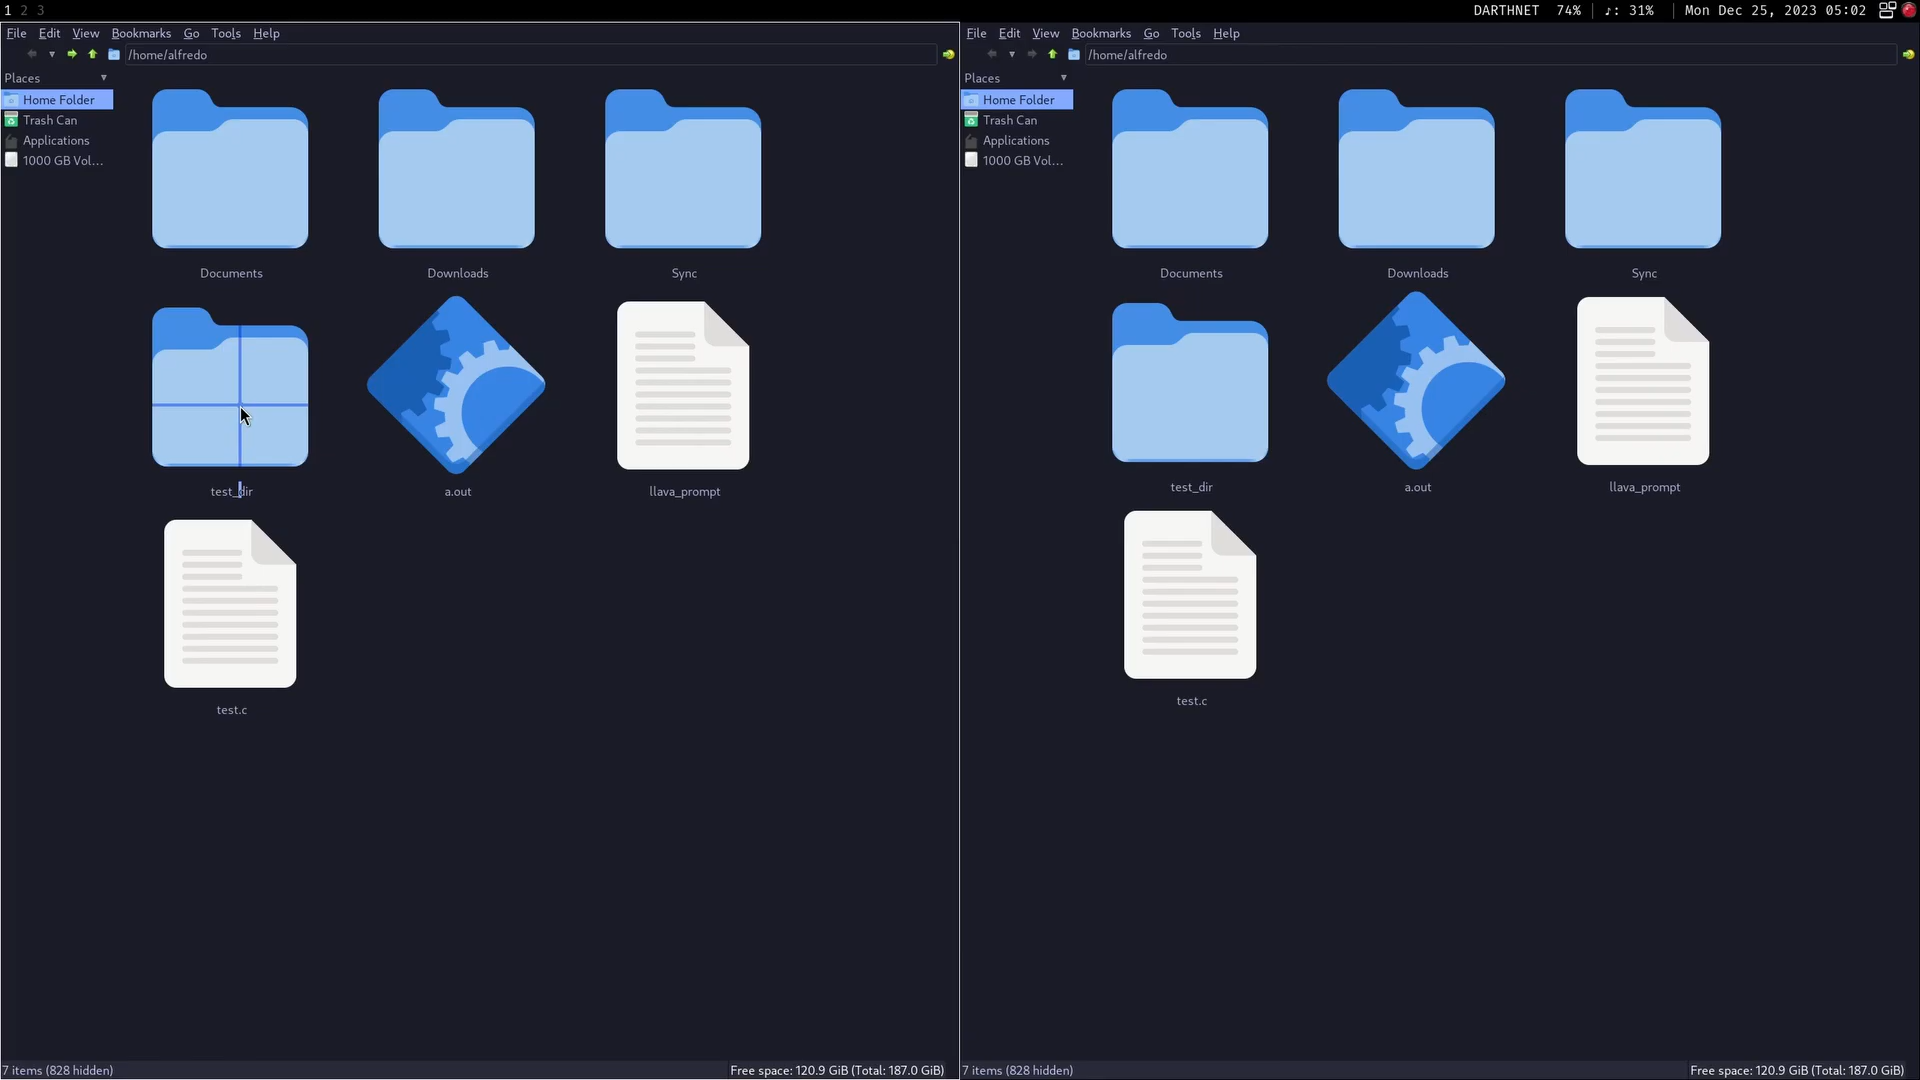 1 2 3
DARTHNET 74% ♪: 31% Mon Dec 25, 2023 05:02
File Edit View Bookmarks Go Tools Help
/home/alfredo
Places
Home Folder
Trash Can
Applications
1000 GB Vol...
Documents Downloads Sync
test_dir a.out llava_prompt
test.c
7 items (828 hidden) Free space: 120.9 GiB (Total: 187.0 GiB)
File Edit View Bookmarks Go Tools Help
/home/alfredo
Places
Home Folder
Trash Can
Applications
1000 GB Vol...
Documents Downloads Sync
test_dir a.out llava_prompt
test.c
7 items (828 hidden) Free space: 120.9 GiB (Total: 187.0 GiB)